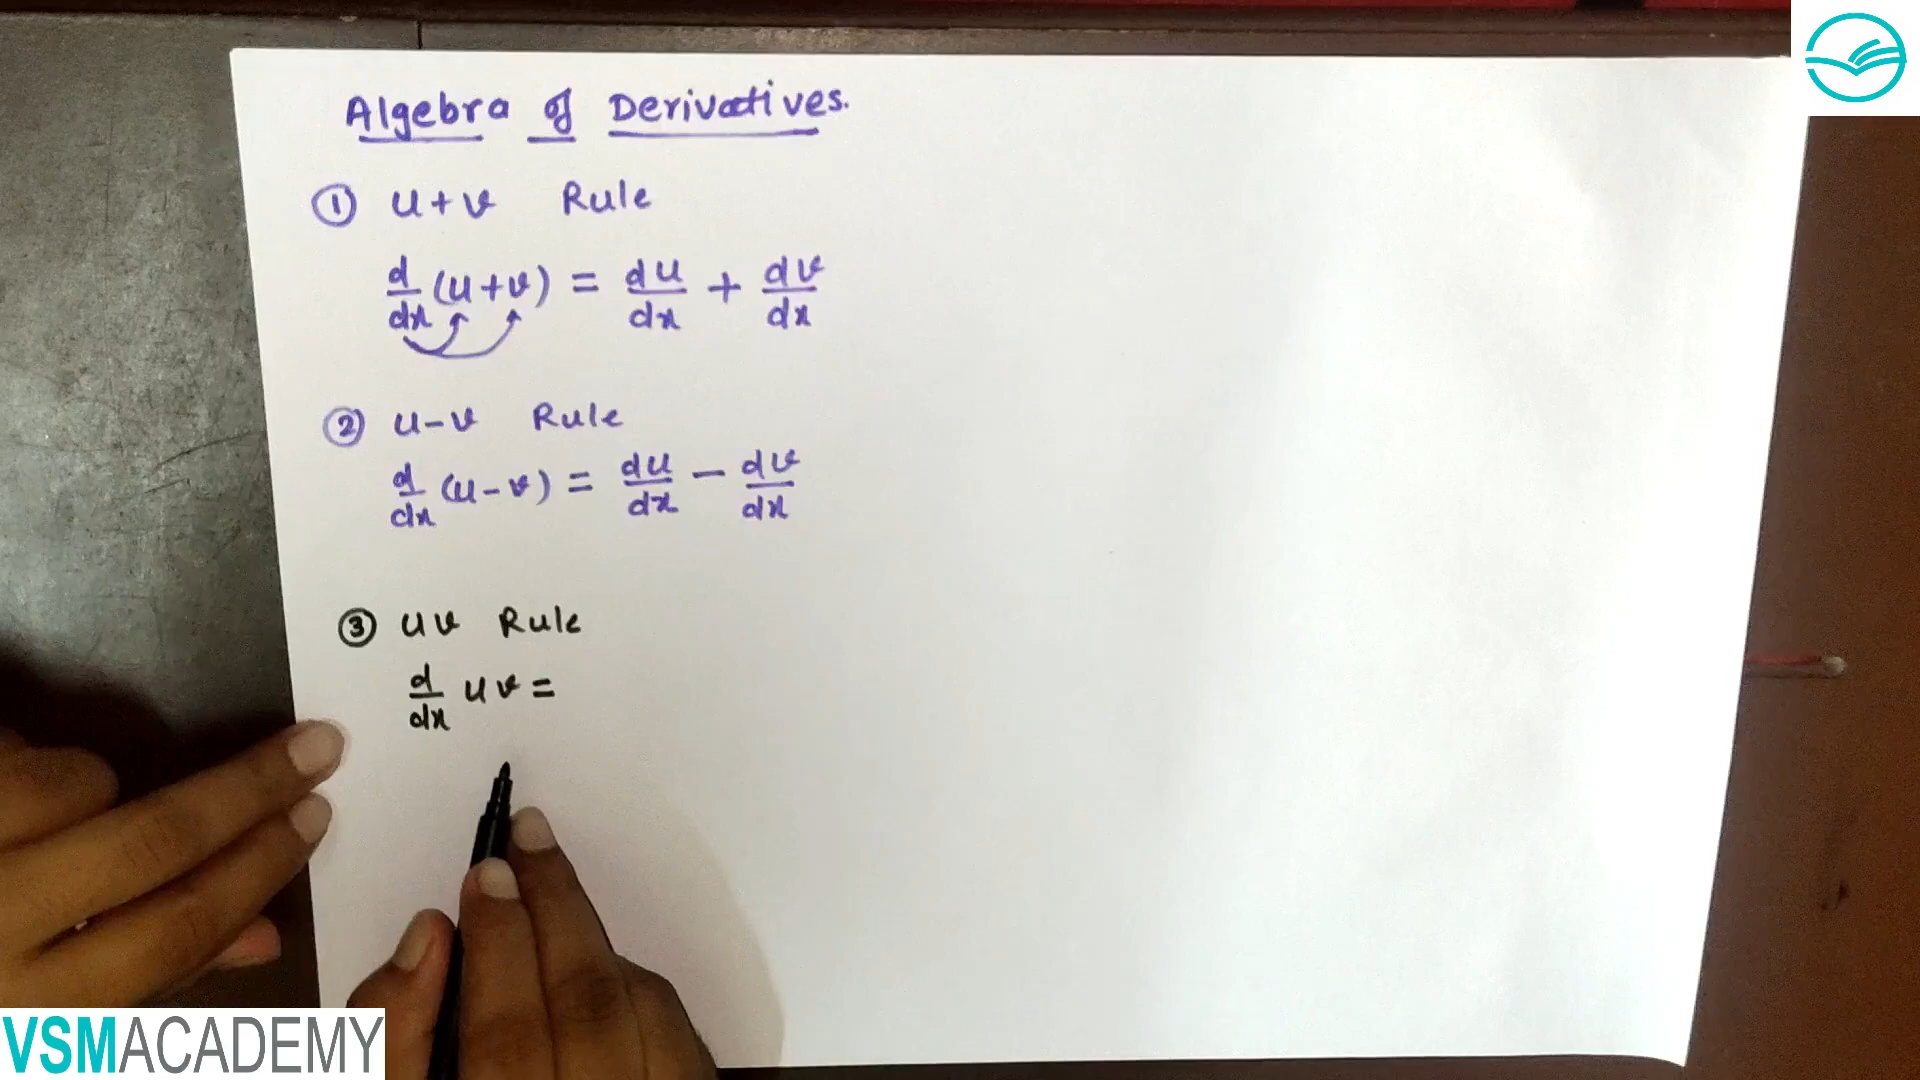 Algebra of Derivatives.
① u+v Rule
d/dx (u+v) = du/dx + dv/dx
② u-v Rule
d/dx (u-v) = du/dx - dv/dx
③ uv Rule
d/dx uv =
VSMACADEMY